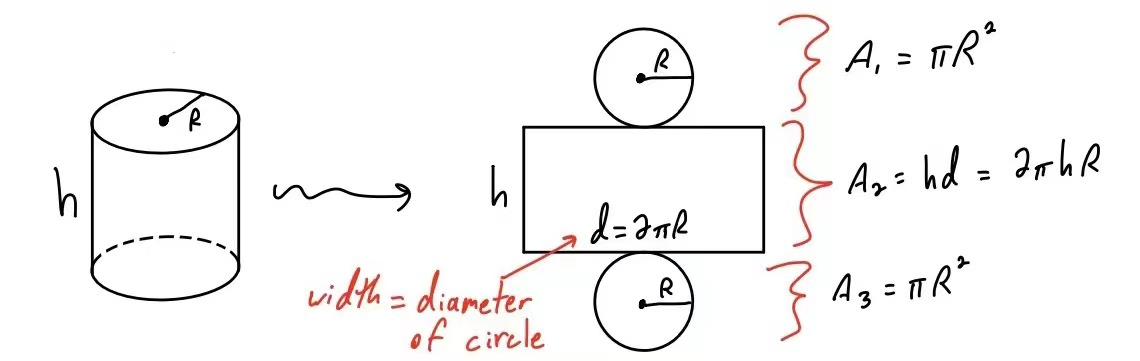 R
A₁ = πR²
R
h
h
A₂ = hd = 2πhR
d=2πR
width = diameter
of circle
R
A₃ = πR²